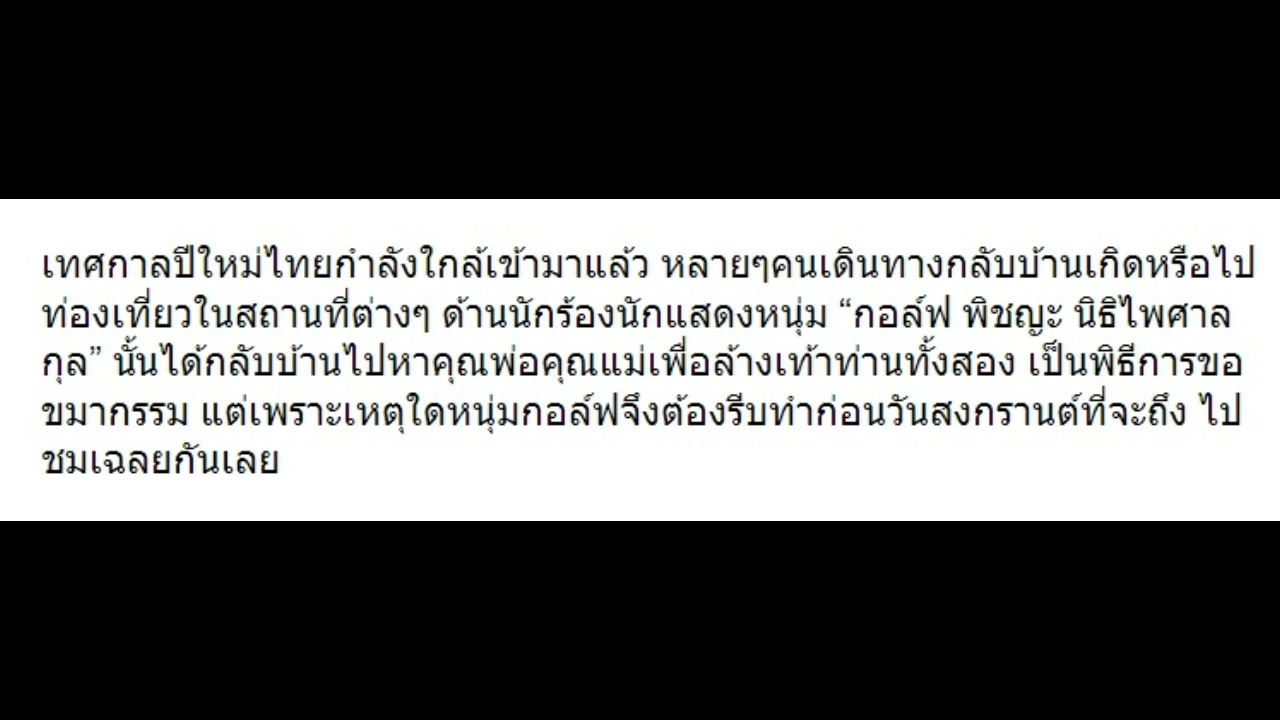 เทศกาลปีใหม่ไทยกำลังใกล้เข้ามาแล้ว หลายๆคนเดินทางกลับบ้านเกิดหรือไป
ท่องเที่ยวในสถานที่ต่างๆ ด้านนักร้องนักแสดงหนุ่ม “กอล์ฟ พิชญะ นิธิไพศาล
กุล” นั้นได้กลับบ้านไปหาคุณพ่อคุณแม่เพื่อล้างเท้าท่านทั้งสอง เป็นพิธีการขอ
ขมากรรม แต่เพราะเหตุใดหนุ่มกอล์ฟจึงต้องรีบทำก่อนวันสงกรานต์ที่จะถึง ไป
ชมเฉลยกันเลย